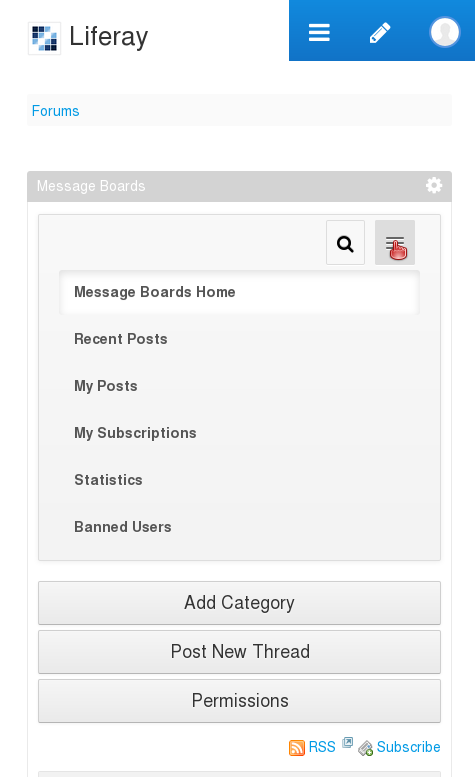 Liferay
Forums
Message Boards
Message Boards Home
Recent Posts
My Posts
My Subscriptions
Statistics
Banned Users
Add Category
Post New Thread
Permissions
RSS Subscribe